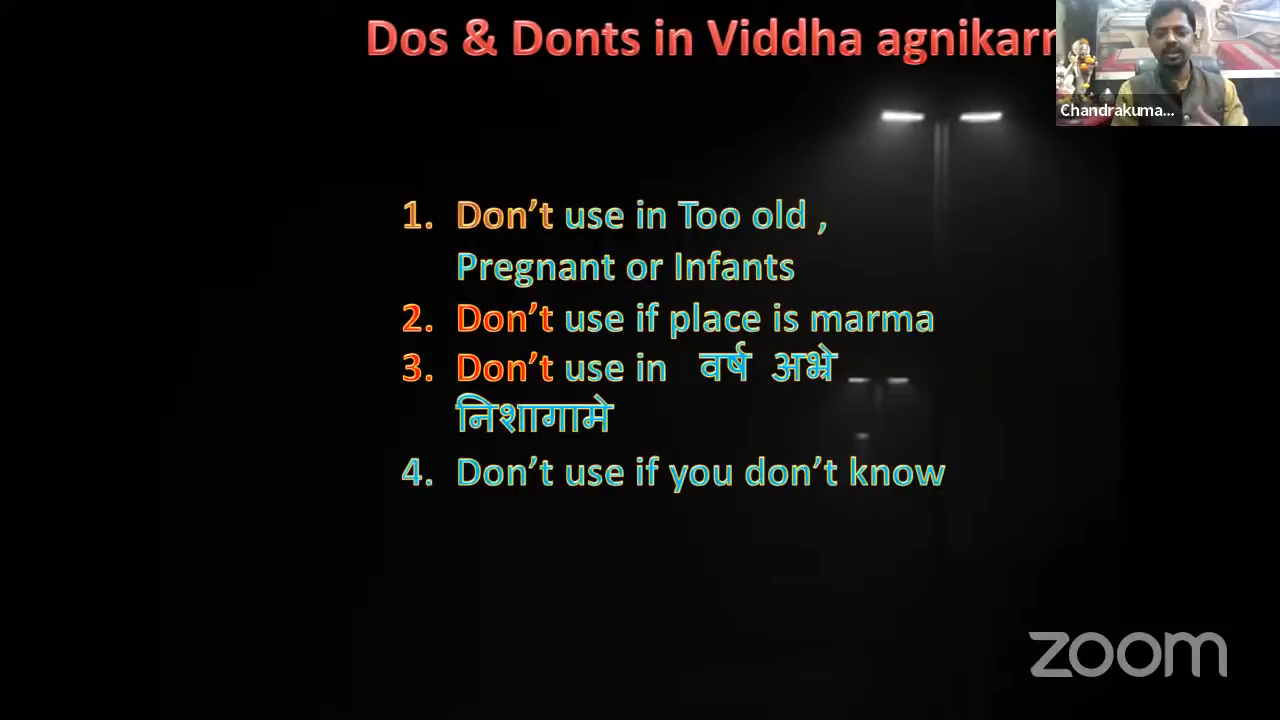 Dos & Donts in Viddha agnikarm
Chandrakuma...
1. Don't use in Too old ,
Pregnant or Infants
2. Don't use if place is marma
3. Don't use in वर्ष अभ्रे
निशागामे
4. Don't use if you don't know
zoom